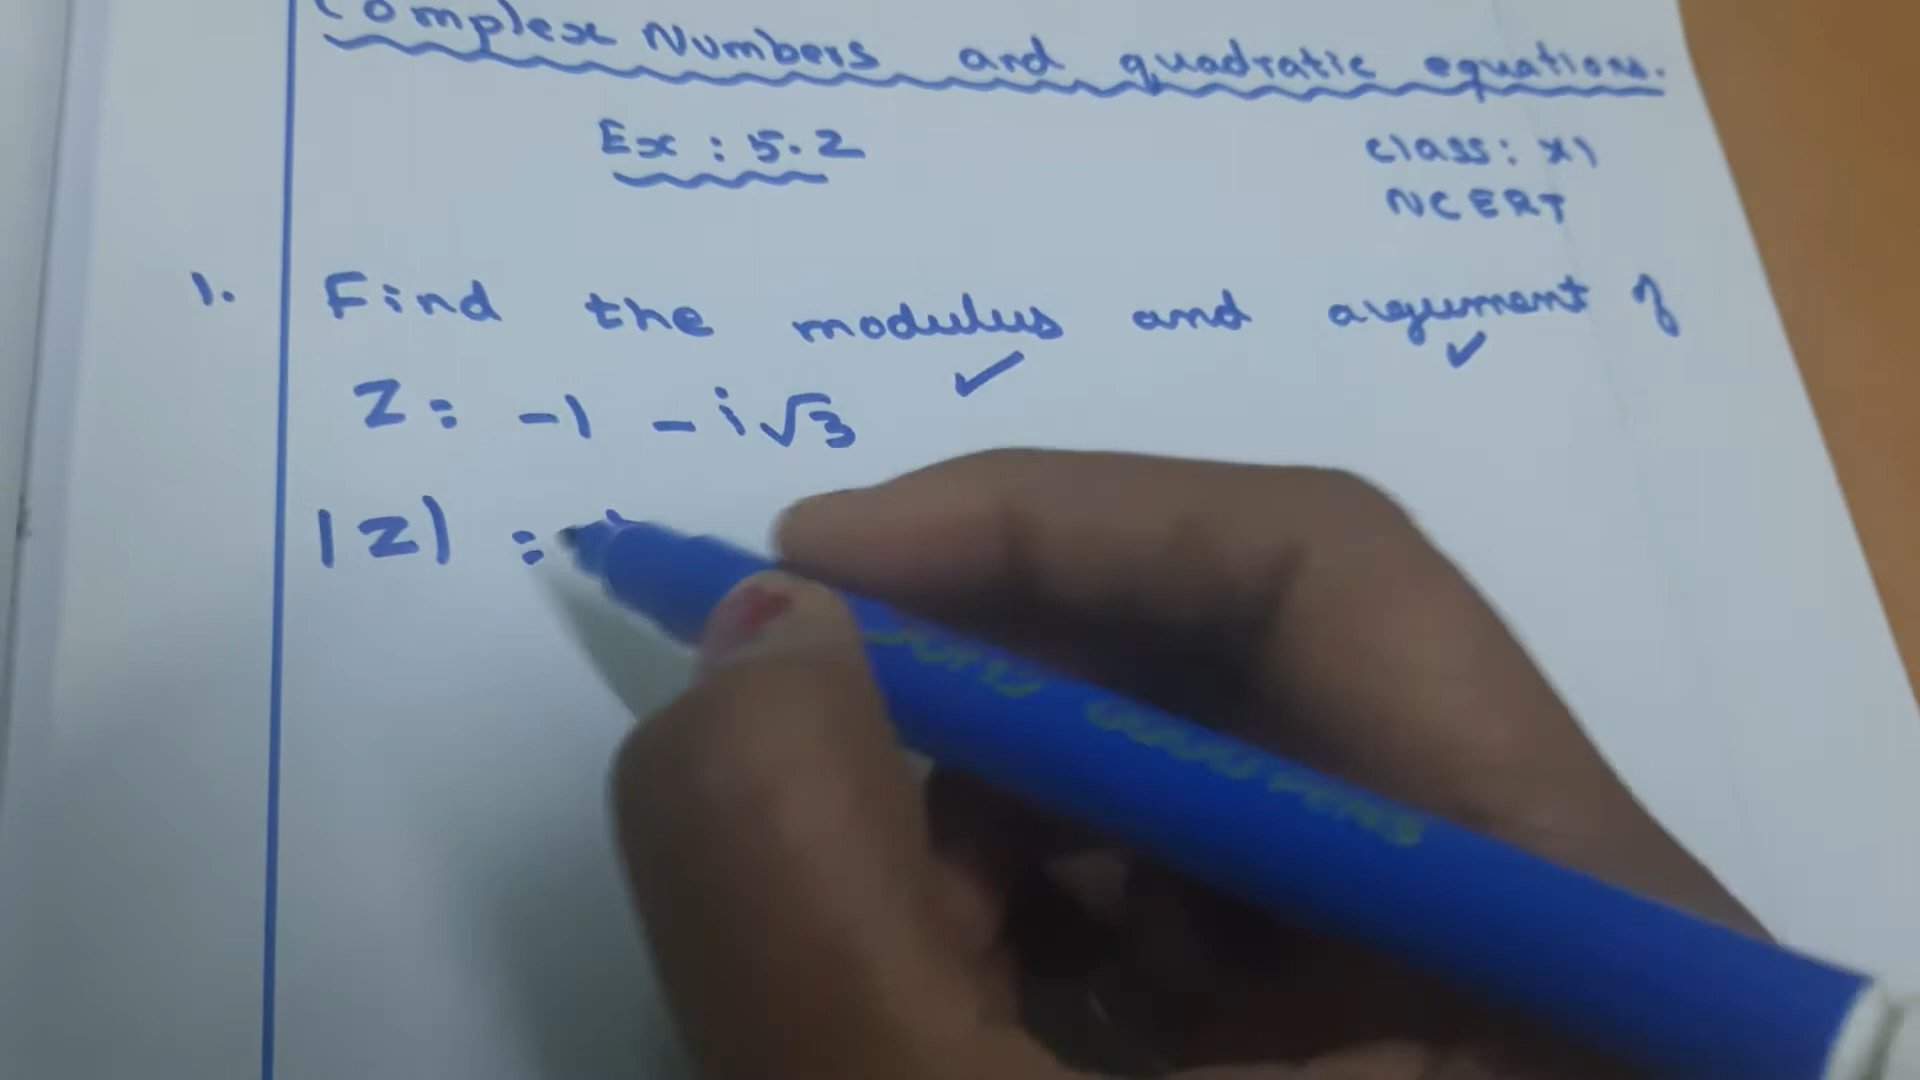 Complex Numbers and quadratic equations.
Ex : 5.2
class: XI
NCERT
1. Find the modulus and argument of
Z = -1 - i√3
|Z| =